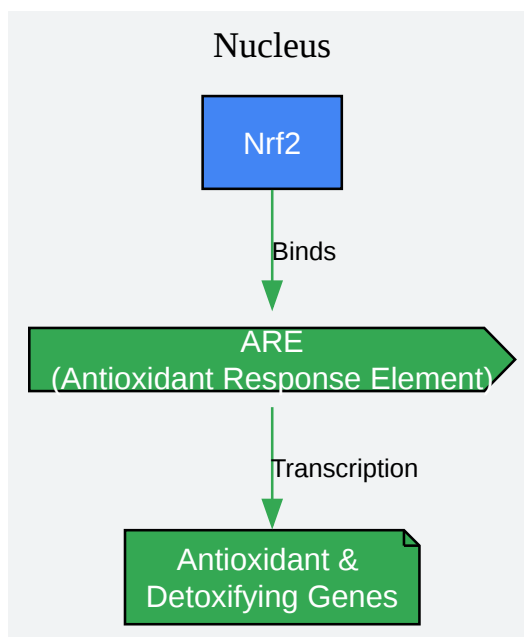 Nucleus
Nrf2
Binds
ARE
(Antioxidant Response Element)
Transcription
Antioxidant &
Detoxifying Genes